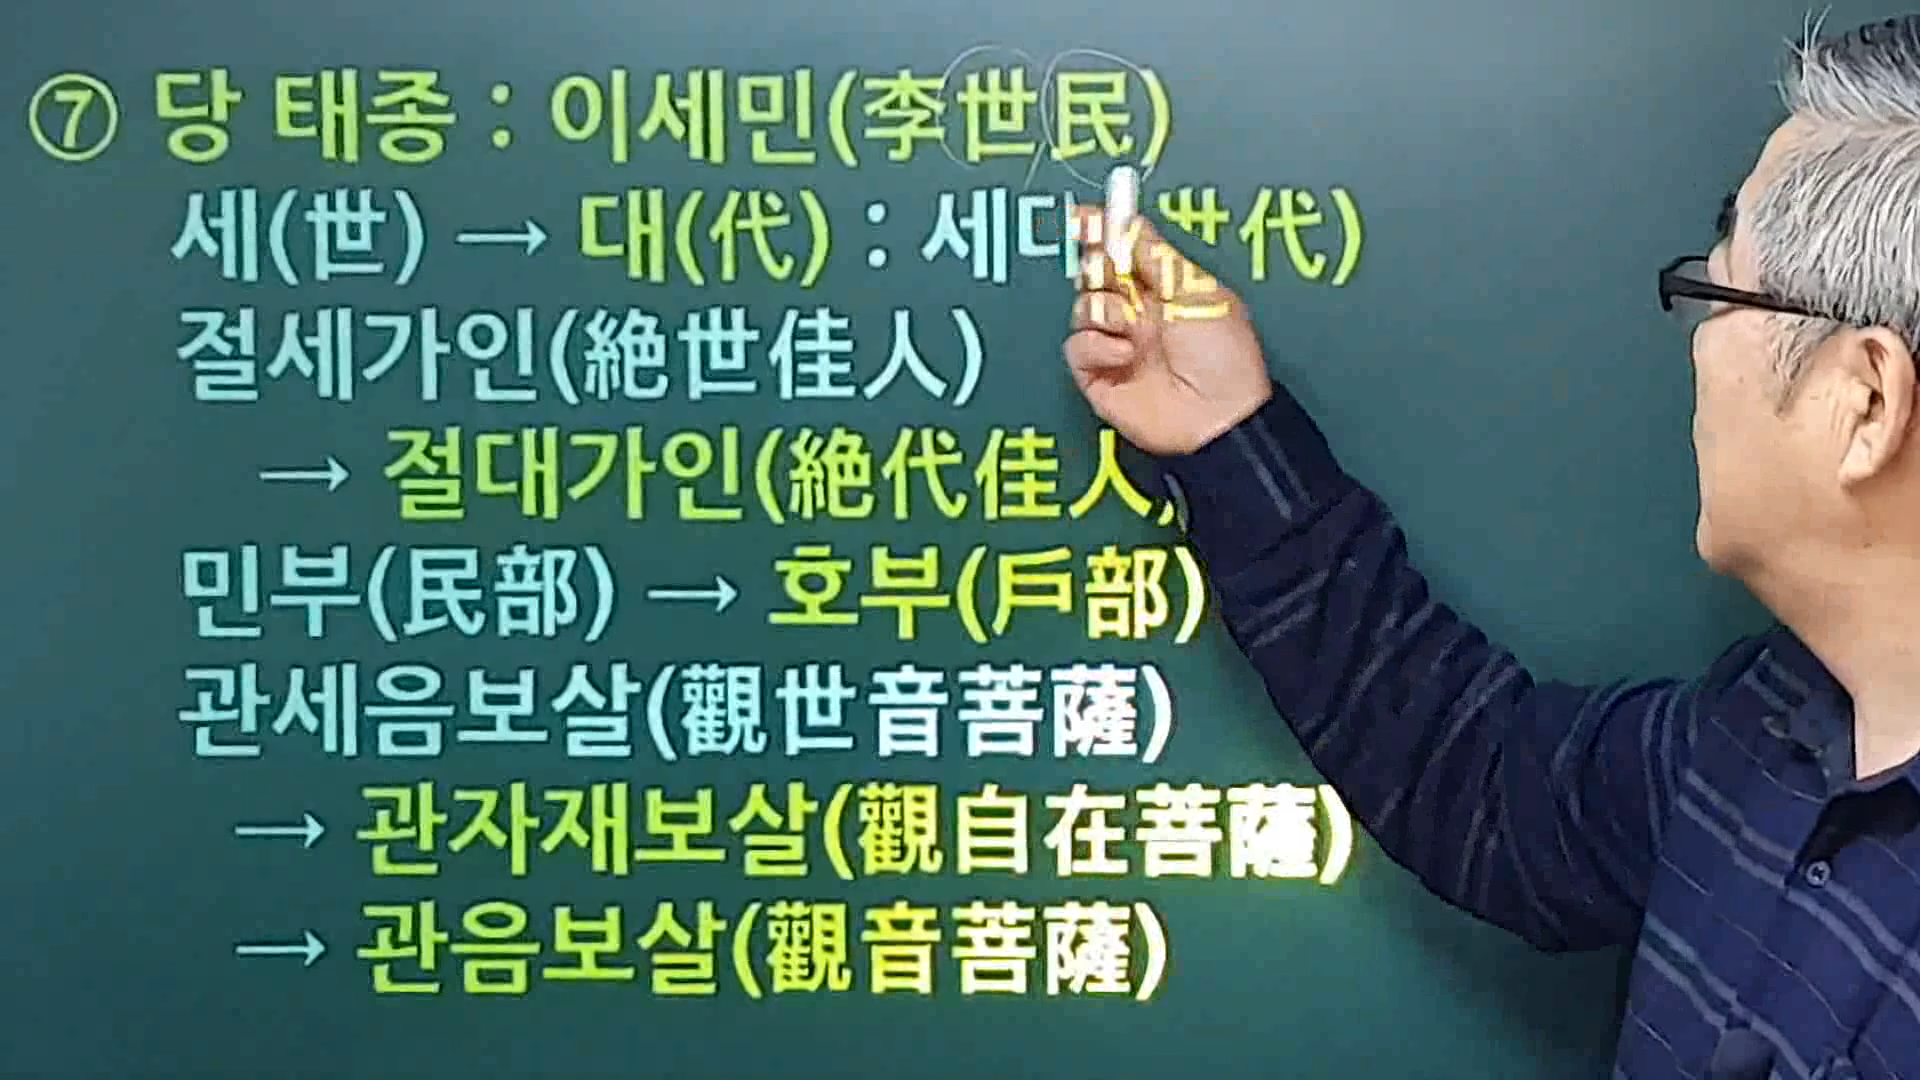 ⑦ 당 태종 : 이세민(李世民)
세(世) → 대(代) : 세대(世代)
절세가인(絶世佳人)
→ 절대가인(絶代佳人)
민부(民部) → 호부(戶部)
관세음보살(觀世音菩薩)
→ 관자재보살(觀自在菩薩)
→ 관음보살(觀音菩薩)